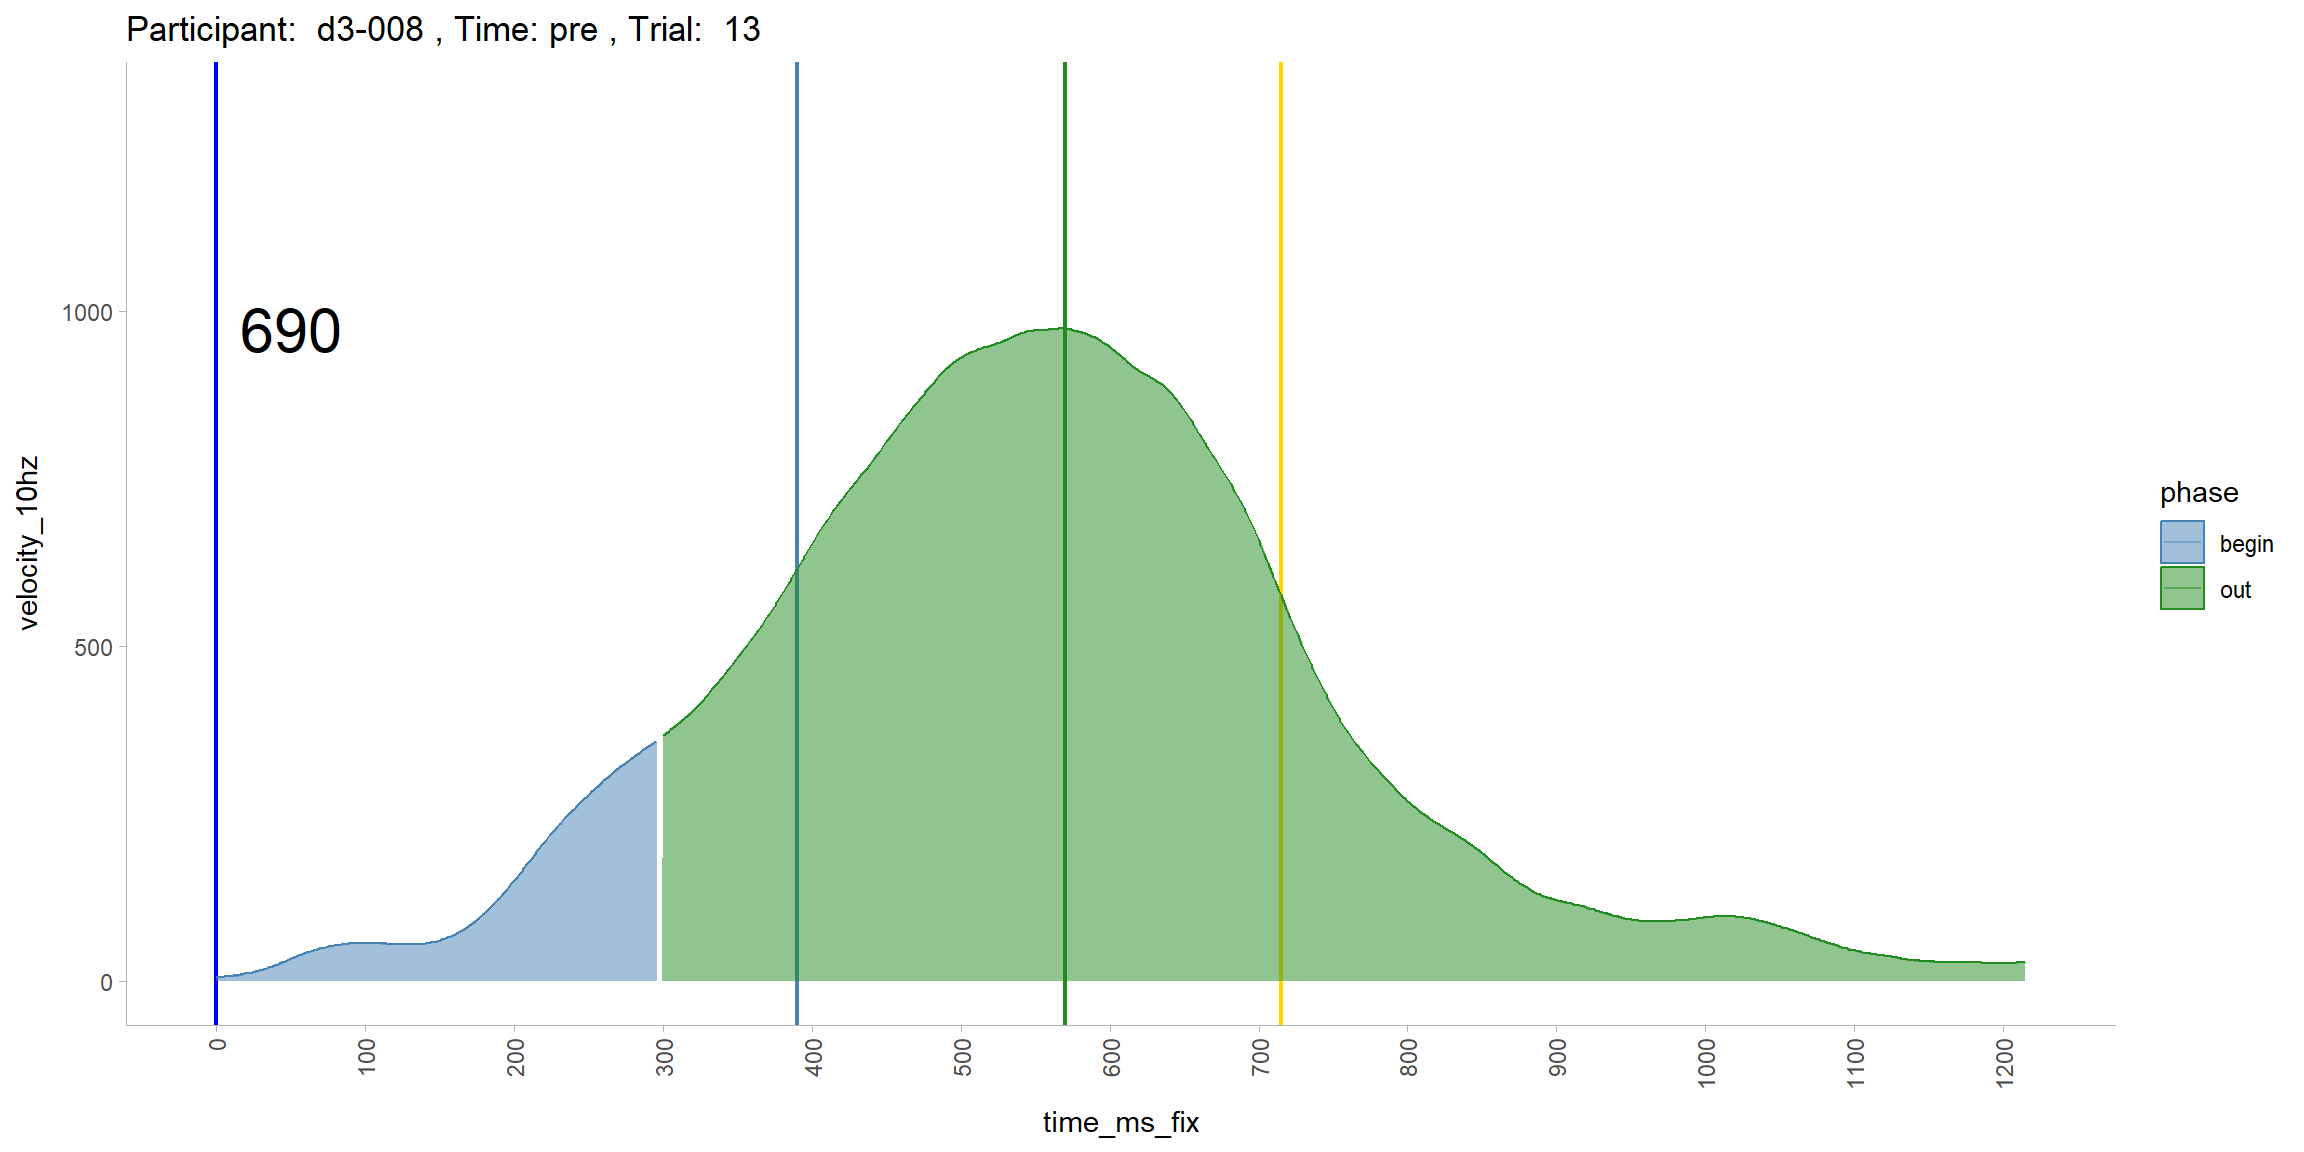 Participant:  d3-008 , Time: pre , Trial:  13
690
velocity_10hz
1000
500
0
0 100 200 300 400 500 600 700 800 900 1000 1100 1200
time_ms_fix
phase
begin
out